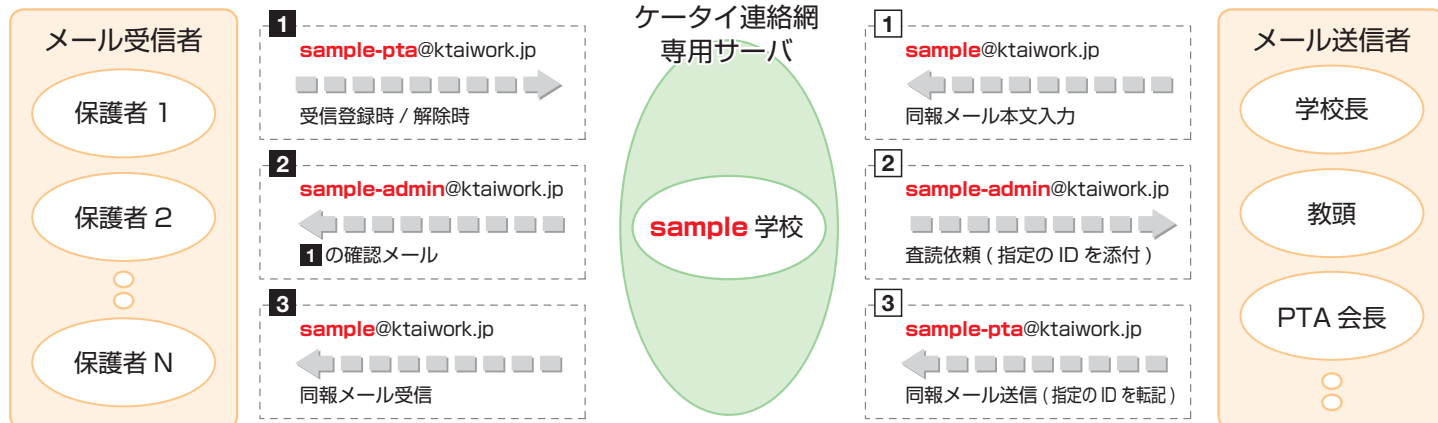 メール受信者
保護者 1
保護者 2
保護者 N
1
sample-pta@ktaiwork.jp
受信登録時 / 解除時
2
sample-admin@ktaiwork.jp
1 の確認メール
3
sample@ktaiwork.jp
同報メール受信
ケータイ連絡網
専用サーバ
sample 学校
1
sample@ktaiwork.jp
同報メール本文入力
2
sample-admin@ktaiwork.jp
査読依頼 ( 指定の ID を添付 )
3
sample-pta@ktaiwork.jp
同報メール送信 ( 指定の ID を転記 )
メール送信者
学校長
教頭
PTA 会長